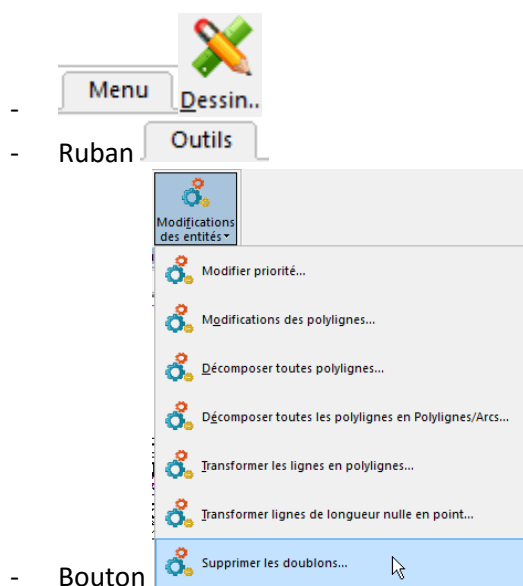 - Menu Dessin..
- Ruban Outils
Modifications
des entités
Modifier priorité...
Modifications des polylignes...
Décomposer toutes polylignes...
Décomposer toutes les polylignes en Polylignes/Arcs...
Transformer les lignes en polylignes...
Transformer lignes de longueur nulle en point...
- Bouton Supprimer les doublons...